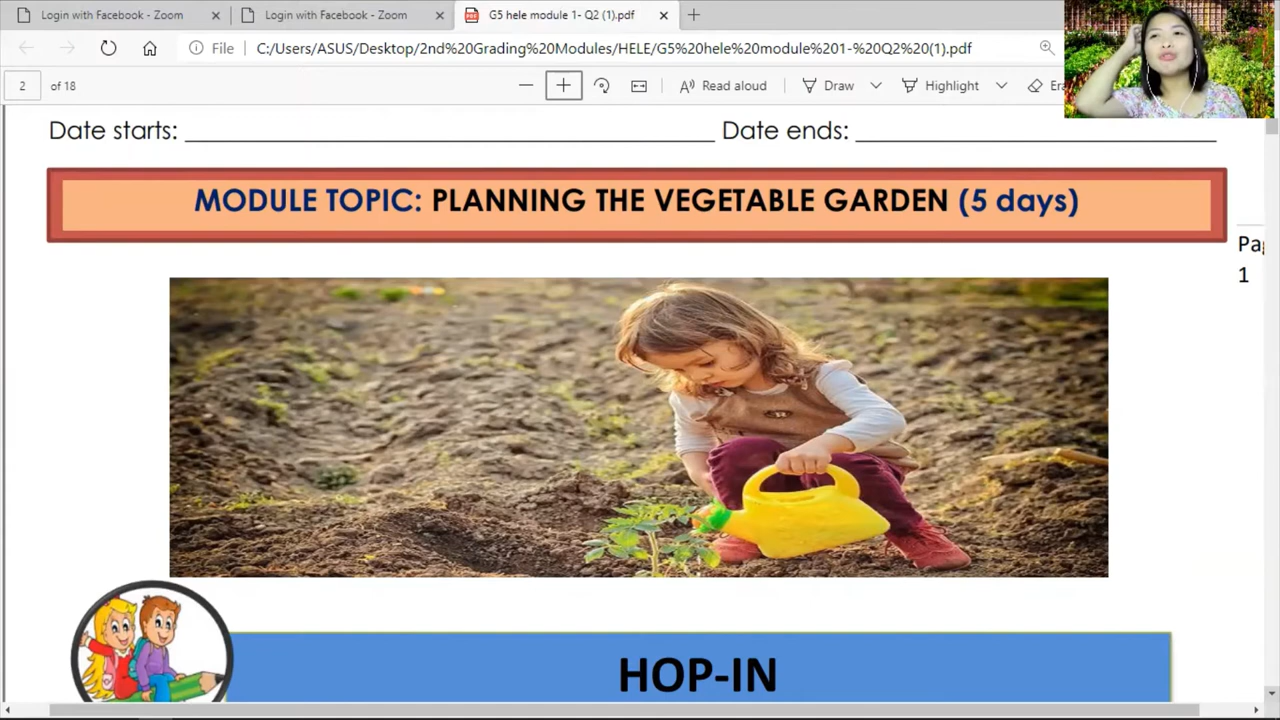 Login with Facebook - Zoom
Login with Facebook - Zoom
G5 hele module 1- Q2 (1).pdf
File
C:/Users/ASUS/Desktop/2nd%20Grading%20Modules/HELE/G5%20hele%20module%201-%20Q2%20(1).pdf
2 of 18
Read aloud
Draw
Highlight
Date starts: Date ends:
MODULE TOPIC: PLANNING THE VEGETABLE GARDEN (5 days)
1
HOP-IN